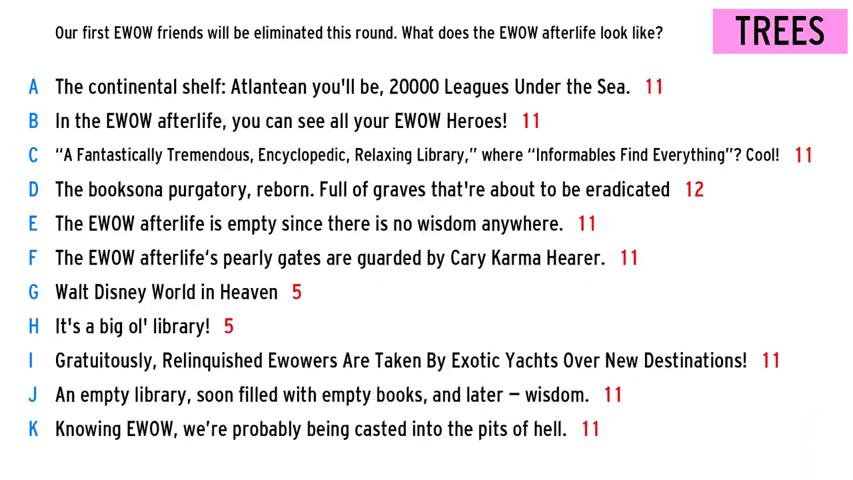 Our first EWOW friends will be eliminated this round. What does the EWOW afterlife look like?
TREES
A The continental shelf: Atlantean you'll be, 20000 Leagues Under the Sea. 11
B In the EWOW afterlife, you can see all your EWOW Heroes! 11
C “A Fantastically Tremendous, Encyclopedic, Relaxing Library,” where “Informables Find Everything”? Cool! 11
D The booksona purgatory, reborn. Full of graves that're about to be eradicated 12
E The EWOW afterlife is empty since there is no wisdom anywhere. 11
F The EWOW afterlife‘s pearly gates are guarded by Cary Karma Hearer. 11
G Walt Disney World in Heaven 5
H It's a big ol' library! 5
I Gratuitously, Relinquished Ewowers Are Taken By Exotic Yachts Over New Destinations! 11
J An empty library, soon filled with empty books, and later – wisdom. 11
K Knowing EWOW, we’re probably being casted into the pits of hell. 11